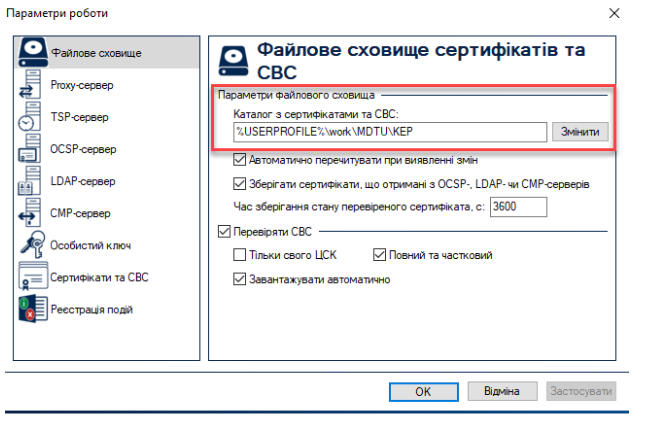 Параметри роботи
Файлове сховище
Proxy-сервер
TSP-сервер
OCSP-сервер
LDAP-сервер
CMP-сервер
Особистий ключ
Сертифікати та СВС
Реєстрація подій
Файлове сховище сертифікатів та
СВС
Параметри файлового сховища
Каталог з сертифікатами та СВС:
%USERPROFILE%\work\MDTU\KEP
Змінити
Автоматично перечитувати при виявленні змін
Зберігати сертифікати, що отримані з OCSP-, LDAP- чи CMP-серверів
Час зберігання стану перевіреного сертифіката, с: 3600
Перевіряти СВС
Тільки свого ЦСК Повний та частковий
Завантажувати автоматично
OK Відміна Застосувати